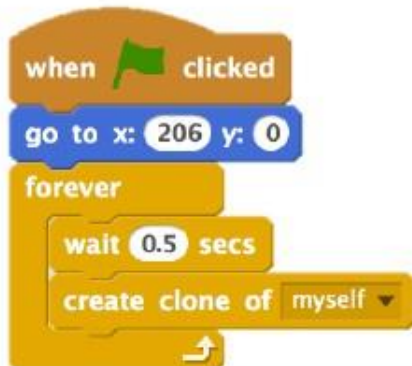 when clicked
go to x: 206 y: 0
forever
wait 0.5 secs
create clone of myself